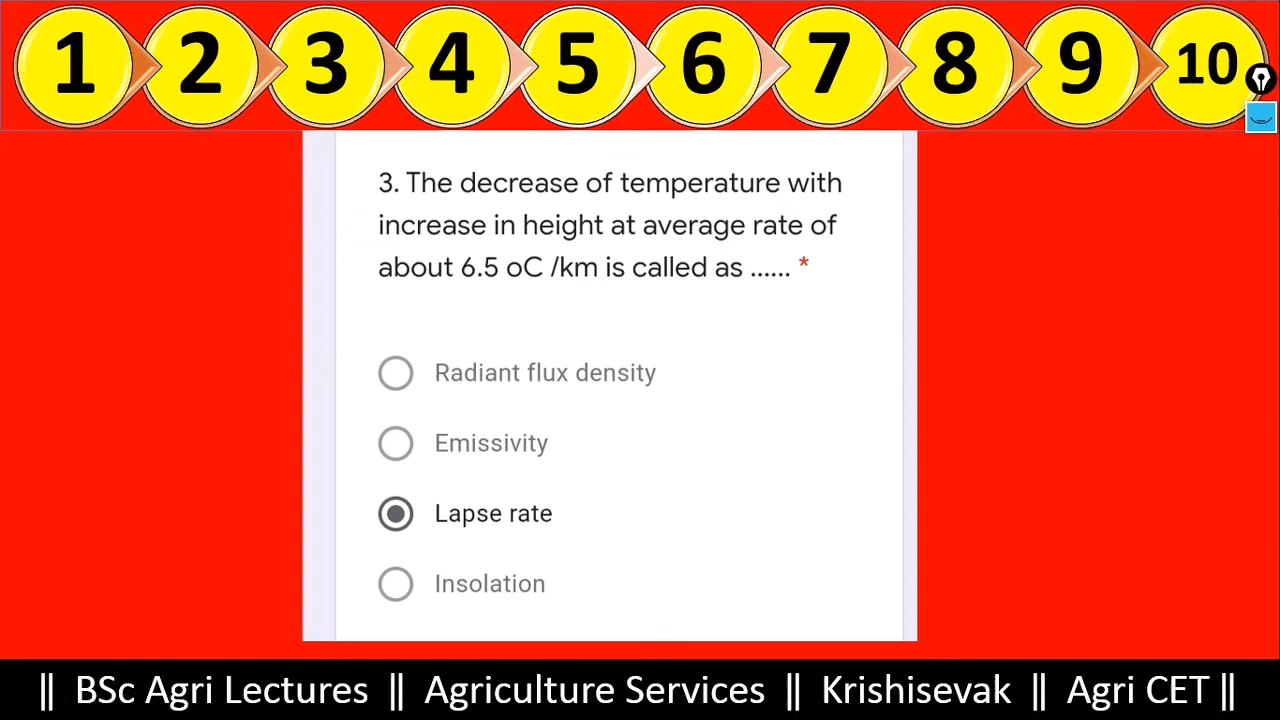 1 2 3 4 5 6 7 8 9 10
3. The decrease of temperature with
increase in height at average rate of
about 6.5 oC /km is called as ...... *
Radiant flux density
Emissivity
Lapse rate
Insolation
|| BSc Agri Lectures || Agriculture Services || Krishisevak || Agri CET ||